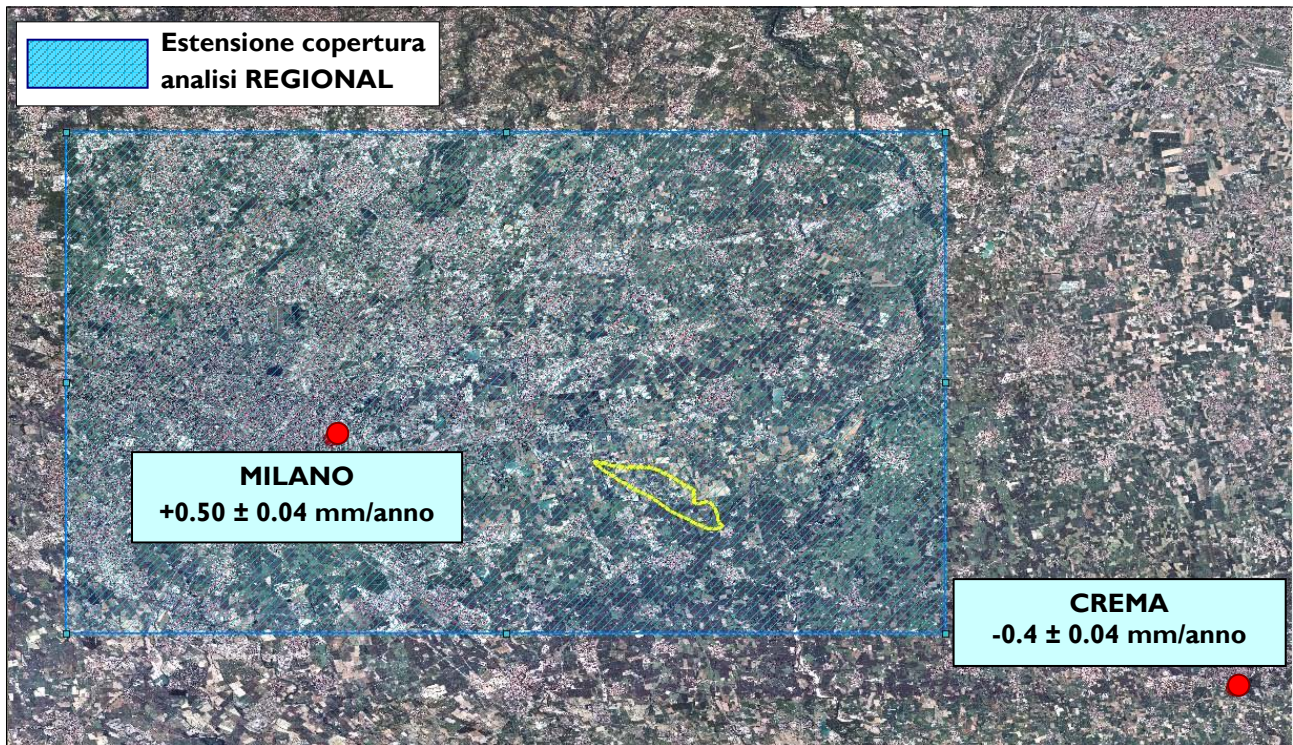 Estensione copertura
analisi REGIONAL
MILANO
+0.50 ± 0.04 mm/anno
CREMA
-0.4 ± 0.04 mm/anno